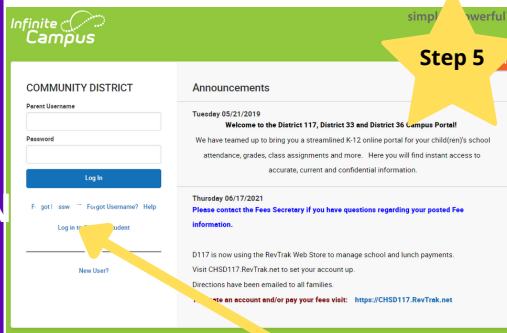 Infinite
Campus
simpl powerful
Step 5
COMMUNITY DISTRICT
Parent Username
Password
Log In
Forgot Username? Help
Log in to
New User?
Announcements
Tuesday 05/21/2019
Welcome to the District 117, District 33 and District 36 Campus Portal!
We have teamed up to bring you a streamlined K-12 online portal for your child(ren)'s school
attendance, grades, class assignments and more. Here you will find instant access to
accurate, current and confidential information.
Thursday 06/17/2021
Please contact the Fees Secretary if you have questions regarding your posted Fee
information.
D117 is now using the RevTrak Web Store to manage school and lunch payments.
Visit CHSD117.RevTrak.net to set your account up.
Directions have been emailed to all families.
an account and/or pay your fees visit: https://CHSD117.RevTrak.net